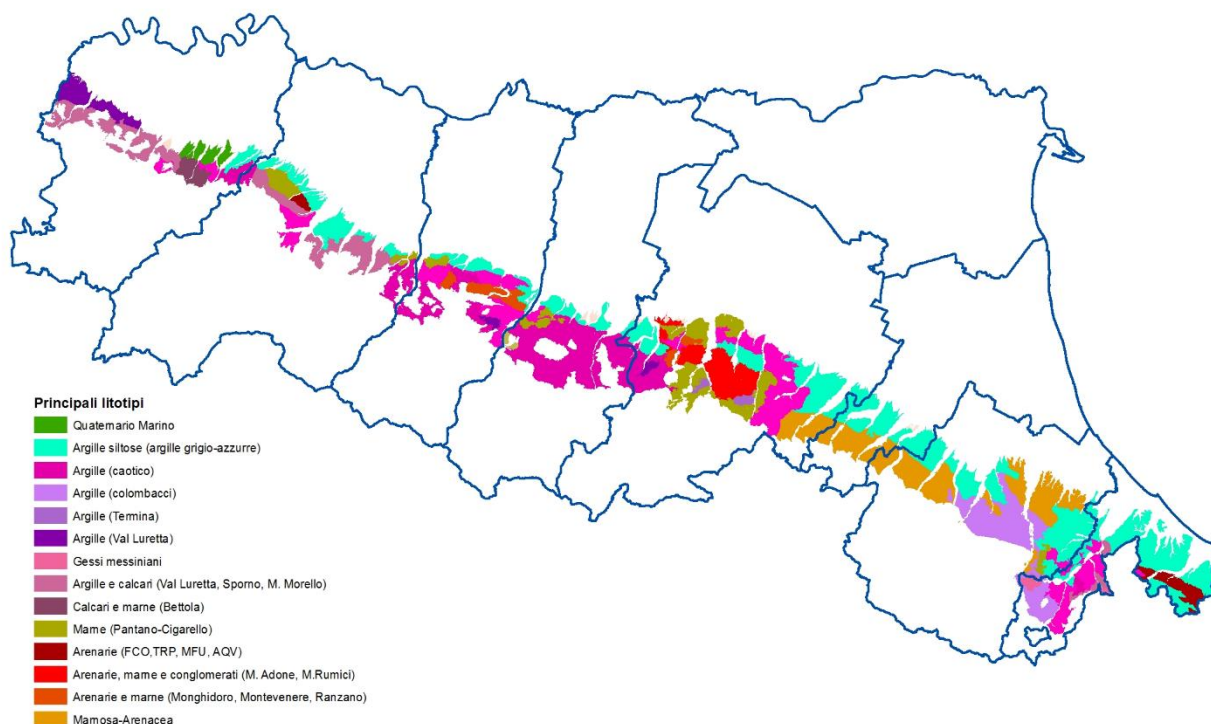 Principali litotipi
Quaternario Marino
Argille siltose (argille grigio-azzurre)
Argille (caotico)
Argille (colombacci)
Argille (Termina)
Argille (Val Luretta)
Gessi messiniani
Argille e calcari (Val Luretta, Sporno, M. Morello)
Calcari e marne (Bettola)
Marne (Pantano-Cigarello)
Arenarie (FCO,TRP, MFU, AQV)
Arenarie, marne e conglomerati (M. Adone, M.Rumici)
Arenarie e marne (Monghidoro, Montevenere, Ranzano)
Marnosa-Arenacea